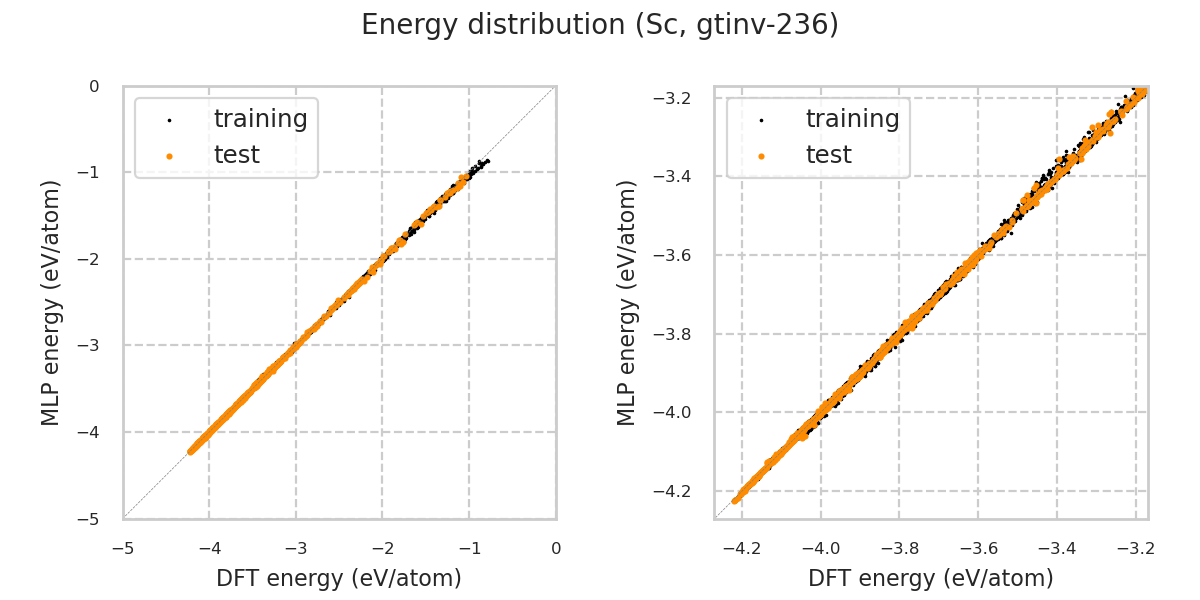 Energy distribution (Sc, gtinv-236)
training
test
0
−1
−2
−3
−4
−5
−5
−4
−3
−2
−1
0
MLP energy (eV/atom)
DFT energy (eV/atom)
training
test
−3.2
−3.4
−3.6
−3.8
−4.0
−4.2
−4.2
−4.0
−3.8
−3.6
−3.4
−3.2
MLP energy (eV/atom)
DFT energy (eV/atom)